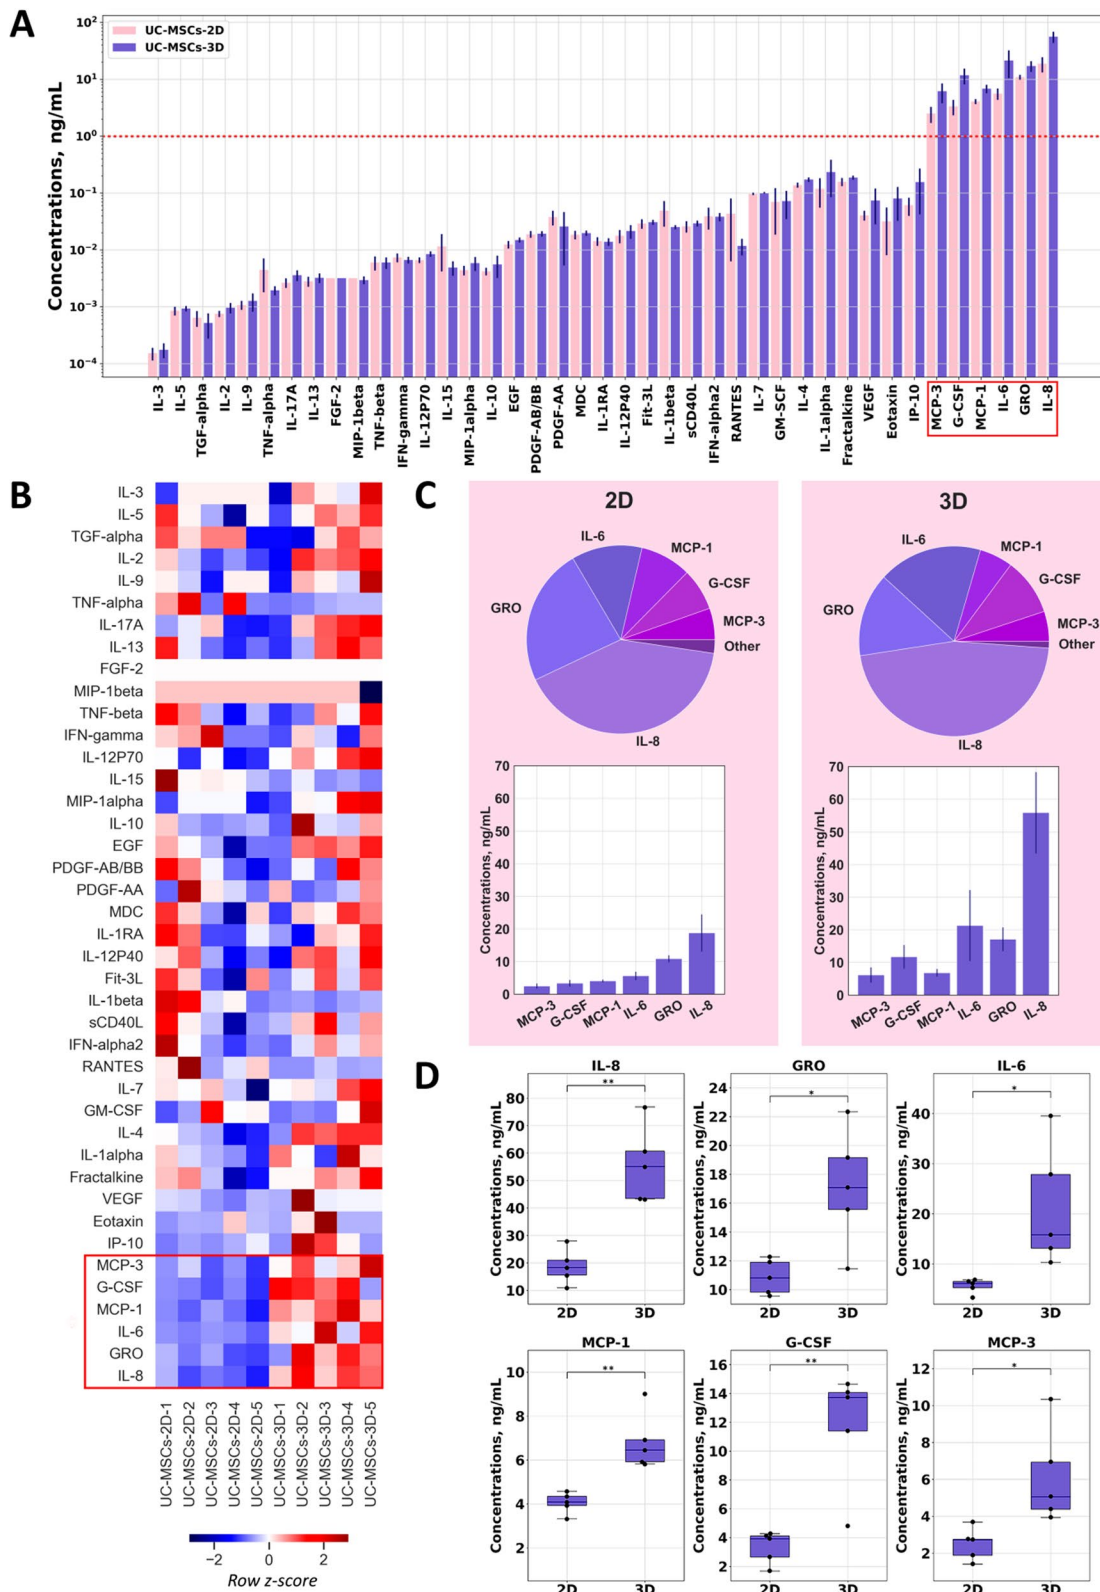 A
Concentrations, ng/mL
UC-MSCs-2D
UC-MSCs-3D
10²
10¹
10⁰
10⁻¹
10⁻²
10⁻³
10⁻⁴
IL-3
IL-5
TGF-alpha
IL-2
IL-9
TNF-alpha
IL-17A
IL-13
FGF-2
MIP-1beta
TNF-beta
IFN-gamma
IL-12P70
IL-15
MIP-1alpha
IL-10
EGF
PDGF-AB/BB
PDGF-AA
MDC
IL-1RA
IL-12P40
Fit-3L
IL-1beta
sCD40L
IFN-alpha2
RANTES
IL-7
GM-SCF
IL-4
IL-1alpha
Fractalkine
VEGF
Eotaxin
IP-10
MCP-3
G-CSF
MCP-1
IL-6
GRO
IL-8
B
IL-3
IL-5
TGF-alpha
IL-2
IL-9
TNF-alpha
IL-17A
IL-13
FGF-2
MIP-1beta
TNF-beta
IFN-gamma
IL-12P70
IL-15
MIP-1alpha
IL-10
EGF
PDGF-AB/BB
PDGF-AA
MDC
IL-1RA
IL-12P40
Fit-3L
IL-1beta
sCD40L
IFN-alpha2
RANTES
IL-7
GM-CSF
IL-4
IL-1alpha
Fractalkine
VEGF
Eotaxin
IP-10
MCP-3
G-CSF
MCP-1
IL-6
GRO
IL-8
UC-MSCs-2D-1
UC-MSCs-2D-2
UC-MSCs-2D-3
UC-MSCs-2D-4
UC-MSCs-2D-5
UC-MSCs-3D-1
UC-MSCs-3D-2
UC-MSCs-3D-3
UC-MSCs-3D-4
UC-MSCs-3D-5
−2 0 2
Row z-score
C
2D
IL-6
MCP-1
G-CSF
GRO
MCP-3
Other
IL-8
Concentrations, ng/mL
70
60
50
40
30
20
10
0
MCP-3 G-CSF MCP-1 IL-6 GRO IL-8
3D
IL-6
MCP-1
G-CSF
GRO
MCP-3
Other
IL-8
Concentrations, ng/mL
70
60
50
40
30
20
10
0
MCP-3 G-CSF MCP-1 IL-6 GRO IL-8
D
IL-8
**
Concentrations, ng/mL
80
70
60
50
40
30
20
10
2D 3D
GRO
*
Concentrations, ng/mL
24
22
20
18
16
14
12
10
2D 3D
IL-6
*
Concentrations, ng/mL
40
30
20
10
2D 3D
MCP-1
**
Concentrations, ng/mL
10
8
6
4
2
2D 3D
G-CSF
**
Concentrations, ng/mL
16
14
12
10
8
6
4
2
2D 3D
MCP-3
*
Concentrations, ng/mL
12
10
8
6
4
2
2D 3D